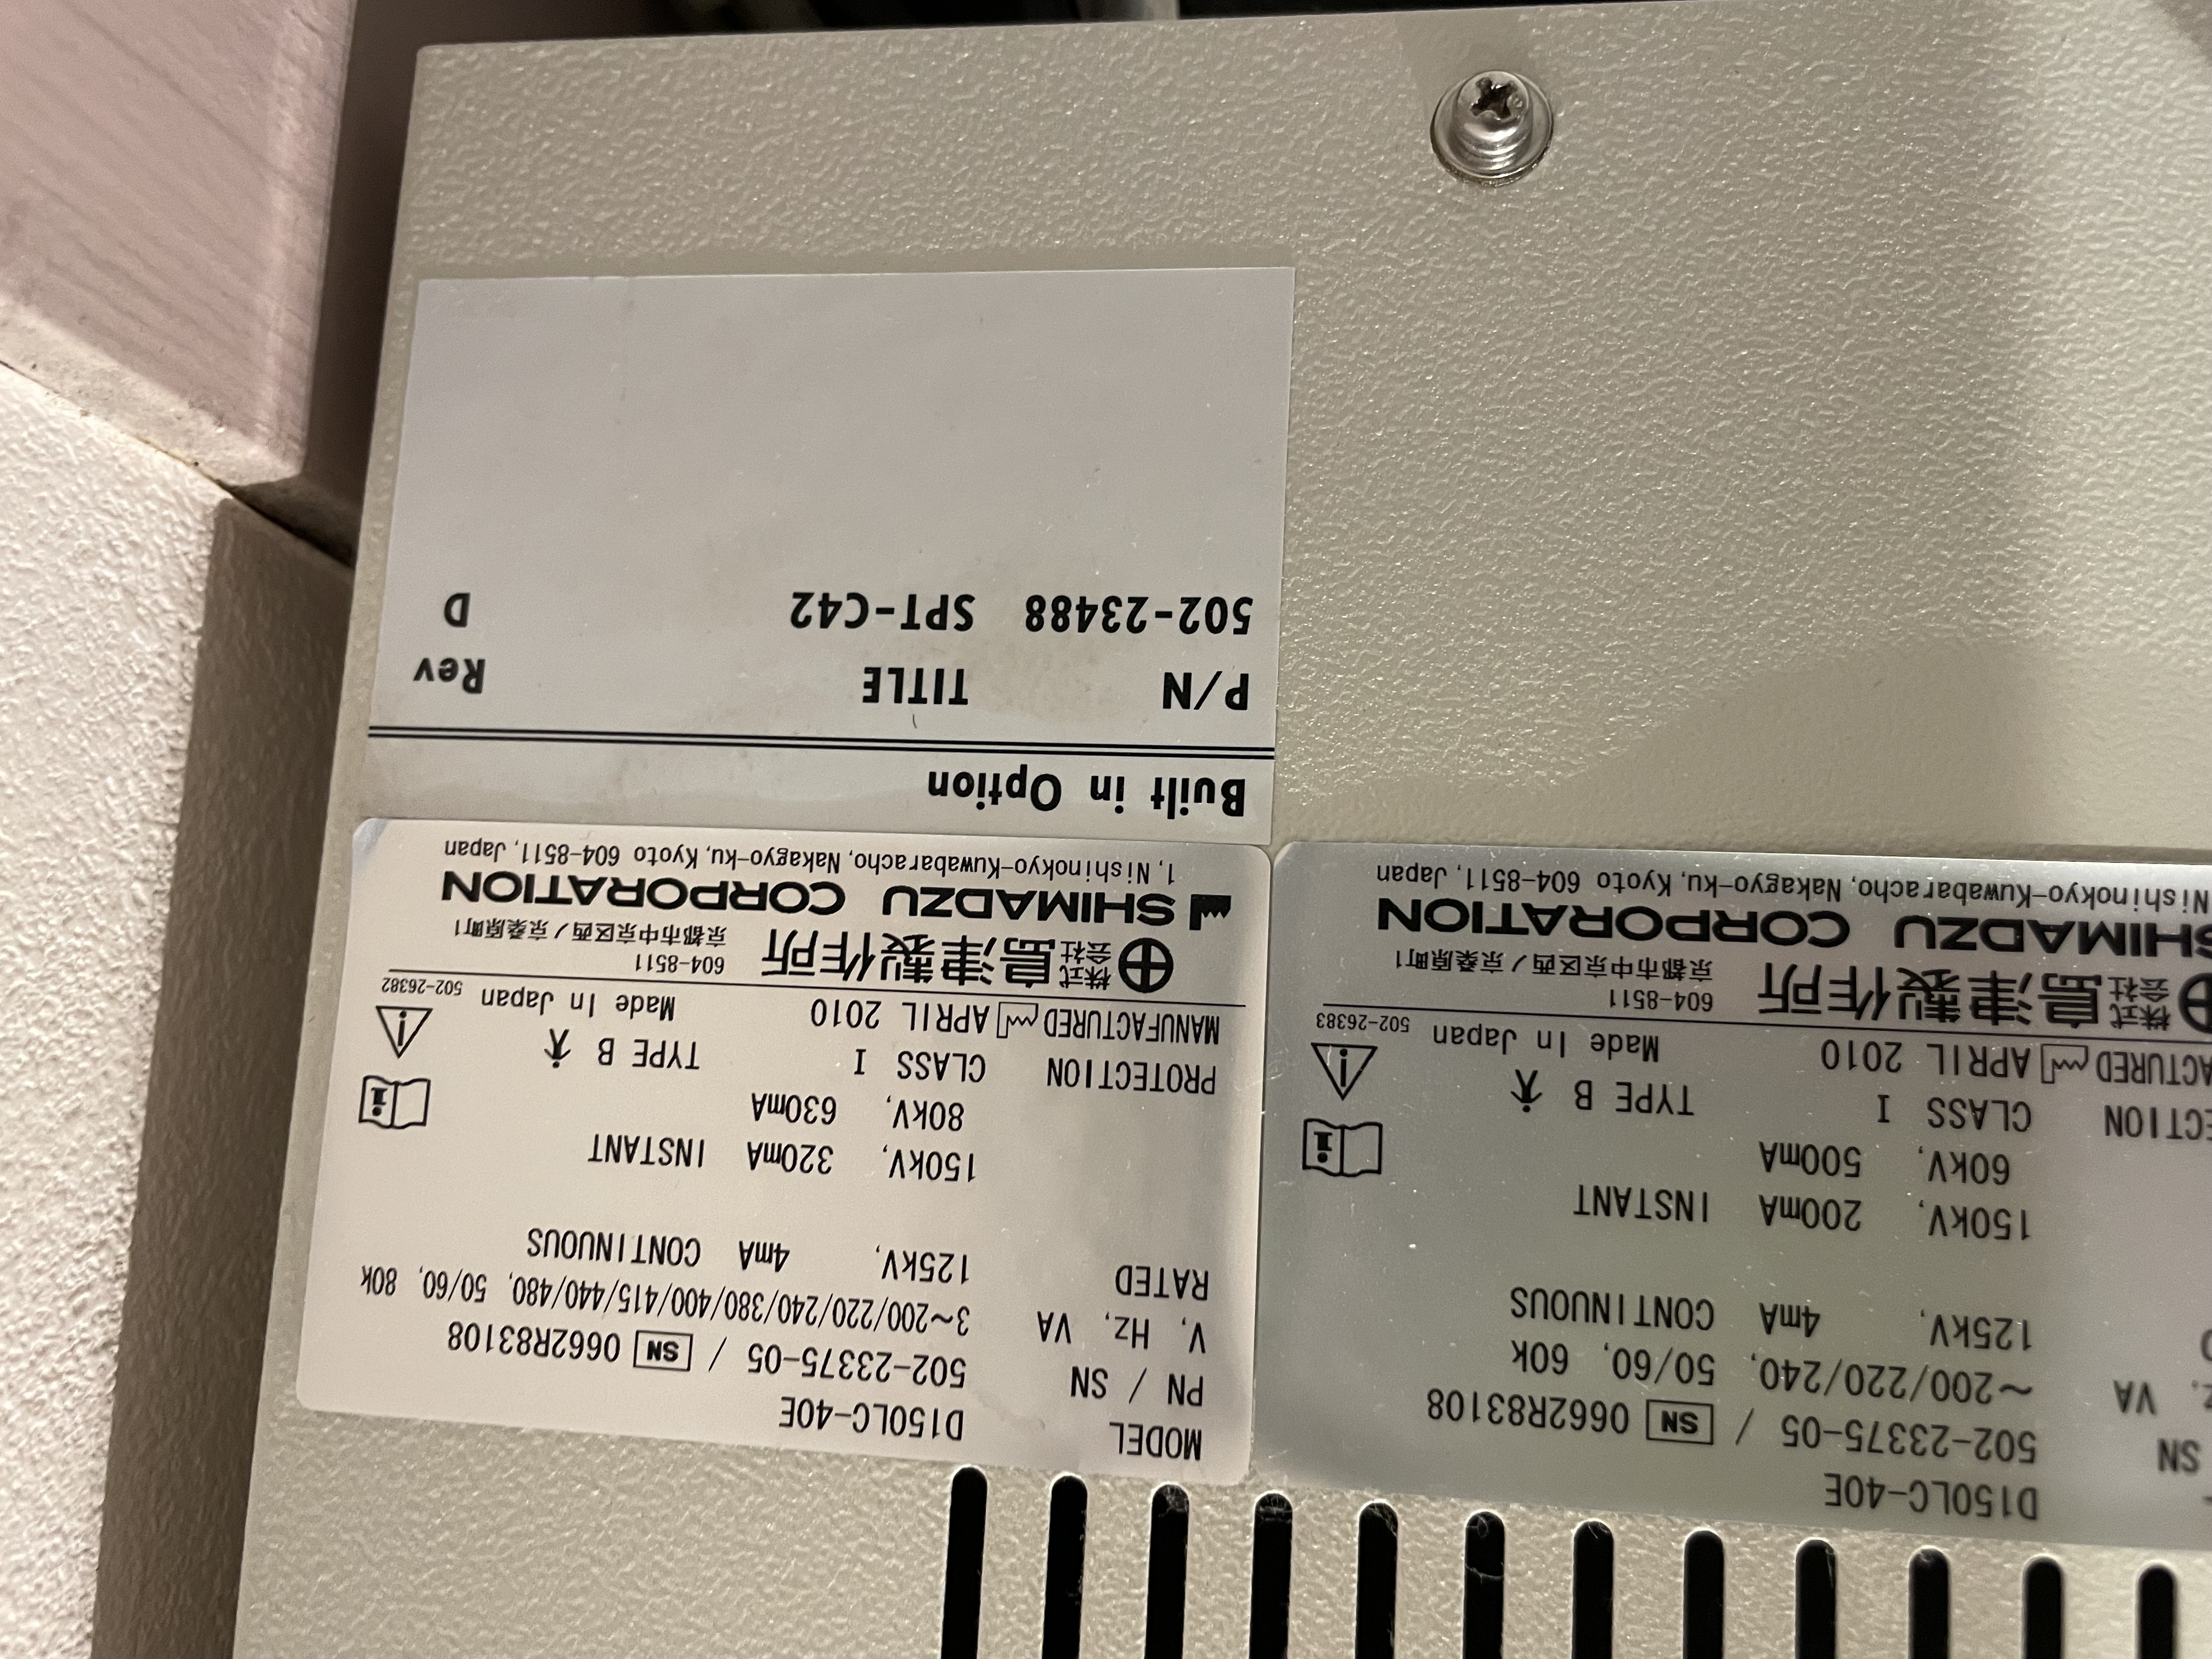 D150LC-40E
SN 502-23375-05 / SN 0662R83108
VA ~200/220/240, 50/60, 60k
125kV, 4mA CONTINUOUS
150kV, 200mA INSTANT
60kV, 500mA
CLASS I TYPE B
APRIL 2010 Made In Japan 502-26383
株式会社 島津製作所 604-8511
京都市中京区西ノ京桑原町1
SHIMADZU CORPORATION
Nishinokyo-Kuwabaracho, Nakagyo-ku, Kyoto 604-8511, Japan
MODEL D150LC-40E
PN / SN 502-23375-05 / SN 0662R83108
V, Hz, VA 3~200/220/240/380/400/415/440/480, 50/60, 80k
RATED 125kV, 4mA CONTINUOUS
150kV, 320mA INSTANT
80kV, 630mA
PROTECTION CLASS I TYPE B
MANUFACTURED APRIL 2010 Made In Japan 502-26382
株式会社 島津製作所 604-8511
京都市中京区西ノ京桑原町1
SHIMADZU CORPORATION
1, Nishinokyo-Kuwabaracho, Nakagyo-ku, Kyoto 604-8511, Japan
Built in Option
P/N TITLE Rev
502-23488 SPT-C42 D